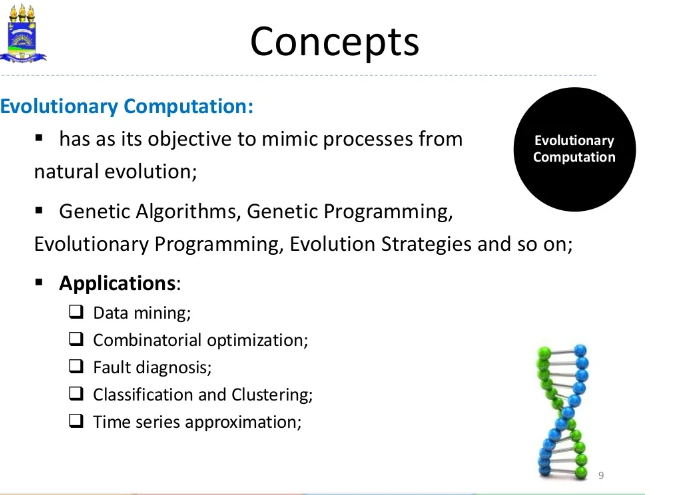 Concepts
Evolutionary Computation:
▪ has as its objective to mimic processes from
natural evolution;
Evolutionary
Computation
▪ Genetic Algorithms, Genetic Programming,
Evolutionary Programming, Evolution Strategies and so on;
▪ Applications:
❑ Data mining;
❑ Combinatorial optimization;
❑ Fault diagnosis;
❑ Classification and Clustering;
❑ Time series approximation;
9